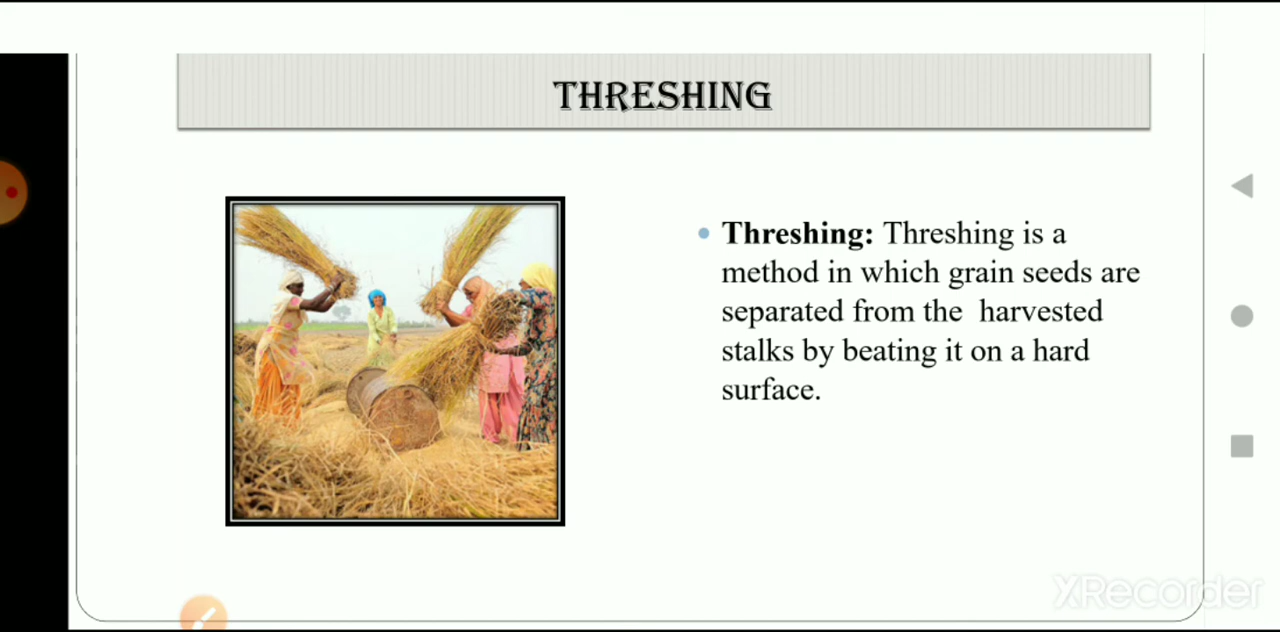 THRESHING
• Threshing: Threshing is a
method in which grain seeds are
separated from the harvested
stalks by beating it on a hard
surface.
XRecorder